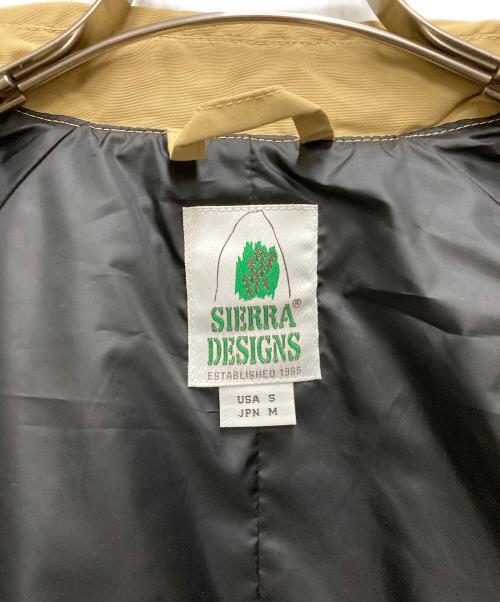 SIERRA®
DESIGNS
ESTABLISHED 1965
USA S
JPN M